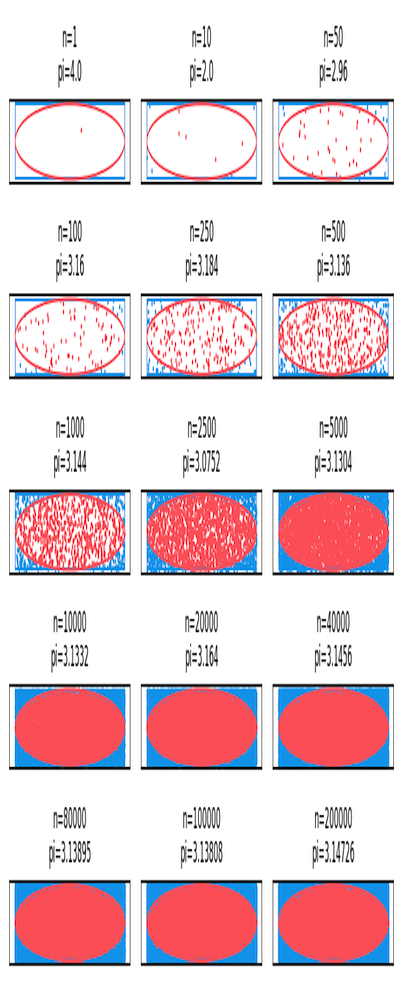 n=1
pi=4.0
n=10
pi=2.0
n=50
pi=2.96
n=100
pi=3.16
n=250
pi=3.184
n=500
pi=3.136
n=1000
pi=3.144
n=2500
pi=3.0752
n=5000
pi=3.1304
n=10000
pi=3.1332
n=20000
pi=3.164
n=40000
pi=3.1456
n=80000
pi=3.13895
n=100000
pi=3.13808
n=200000
pi=3.14726